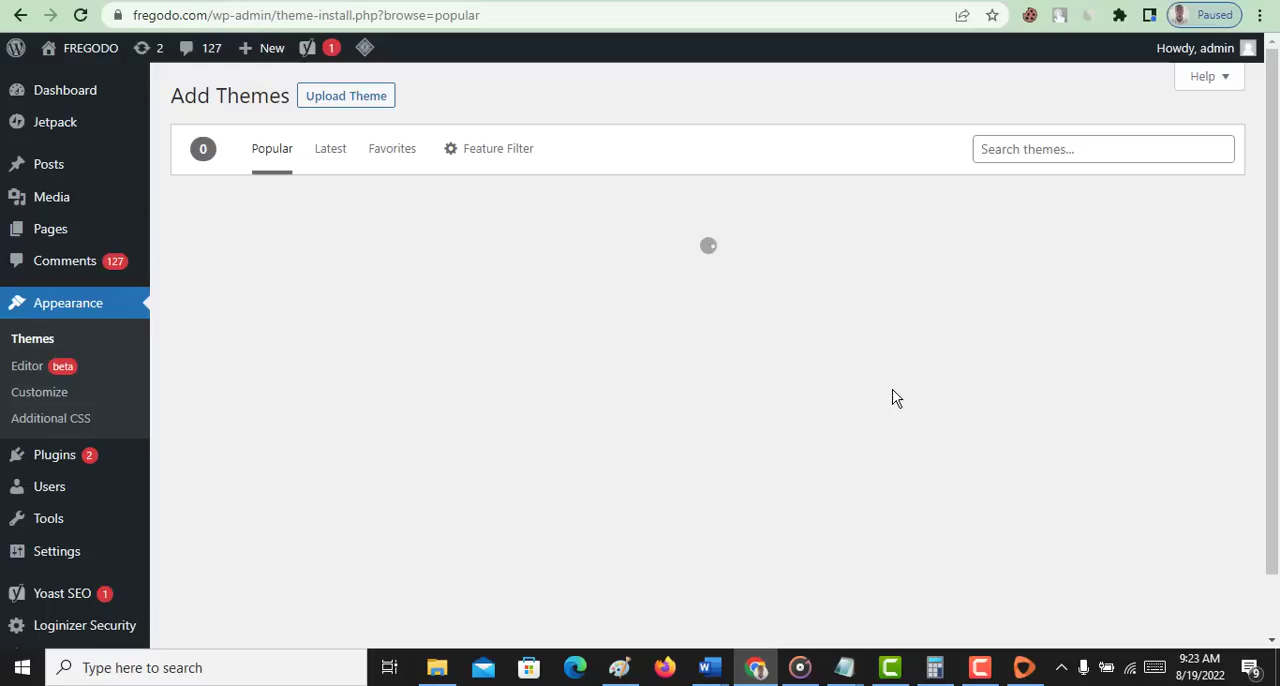 fregodo.com/wp-admin/theme-install.php?browse=popular
Paused
FREGODO
2
127
New
1
Howdy, admin
Help
Dashboard
Jetpack
Posts
Media
Pages
Comments 127
Appearance
Themes
Editor beta
Customize
Additional CSS
Plugins 2
Users
Tools
Settings
Yoast SEO 1
Loginizer Security
Add Themes
Upload Theme
0
Popular
Latest
Favorites
Feature Filter
Search themes...
Type here to search
9:23 AM
8/19/2022
9